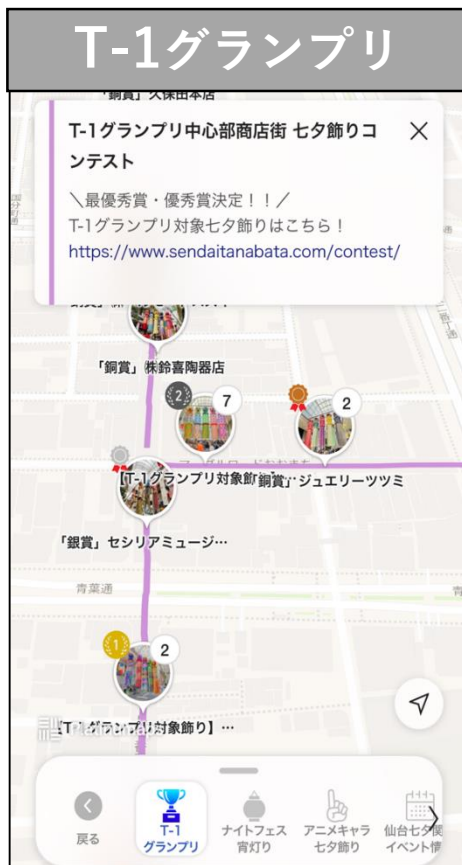 T-1グランプリ
「銅賞」久保田本店
T-1グランプリ中心部商店街 七夕飾りコ
ンテスト
＼最優秀賞・優秀賞決定！！／
T-1グランプリ対象七夕飾りはこちら！
https://www.sendaitanabata.com/contest/
「銅賞」㈱鈴喜陶器店
2
7
2
【T-1グランプリ対象飾
銅賞」ジュエリーツツミ
「銀賞」セシリアミュージ…
青葉通
1
2
【T-1グランプリ対象飾り】…
戻る
T-1
グランプリ
ナイトフェス
宵灯り
アニメキャラ
七夕飾り
仙台七夕
イベント情